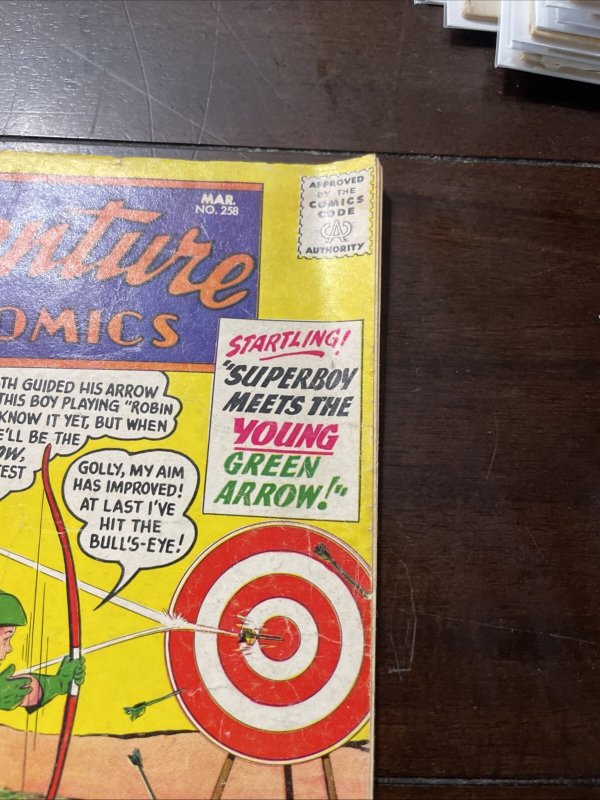 MAR.
NO. 258
APPROVED
BY THE
COMICS
CODE
CA
AUTHORITY
enture
OMICS
STARTLING!
"SUPERBOY
MEETS THE
YOUNG
GREEN
ARROW!"
TH GUIDED HIS ARROW
THIS BOY PLAYING "ROBIN
KNOW IT YET, BUT WHEN
E'LL BE THE
OW,
TEST
GOLLY, MY AIM
HAS IMPROVED!
AT LAST I'VE
HIT THE
BULL'S-EYE!